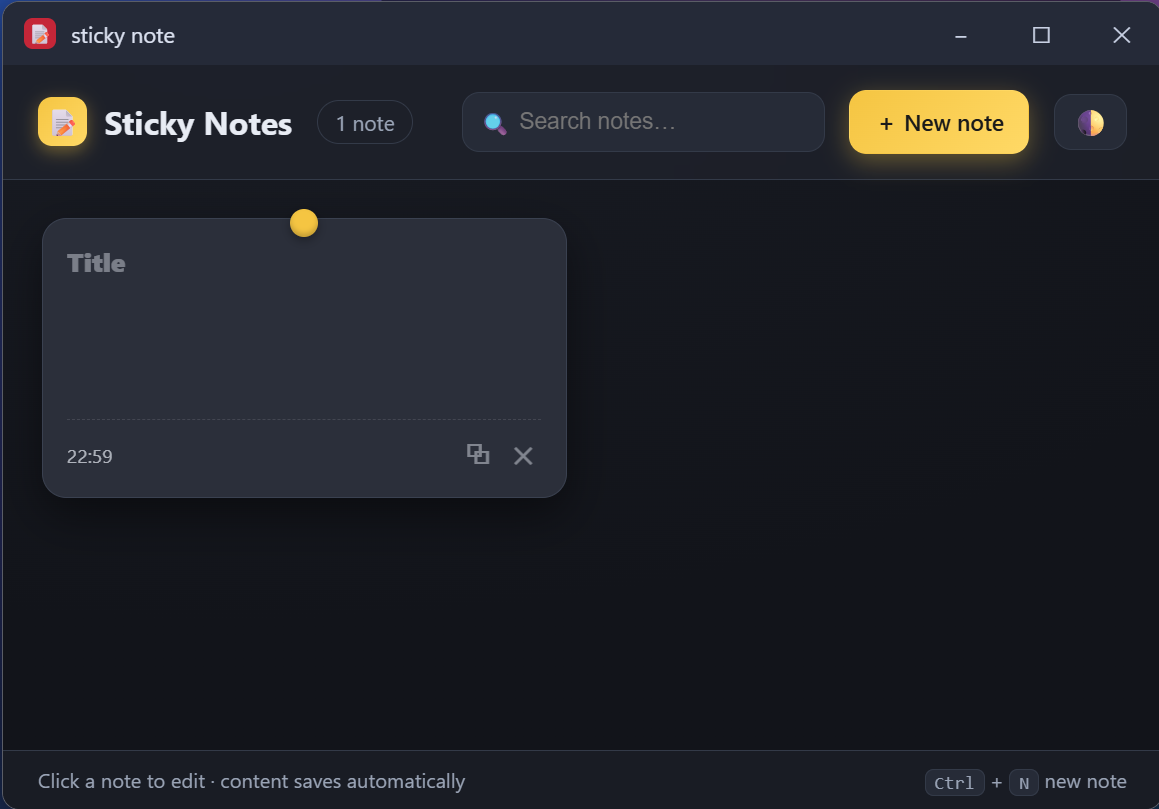 sticky note
Sticky Notes
1 note
Search notes…
+ New note
Title
22:59
Click a note to edit · content saves automatically
Ctrl + N new note